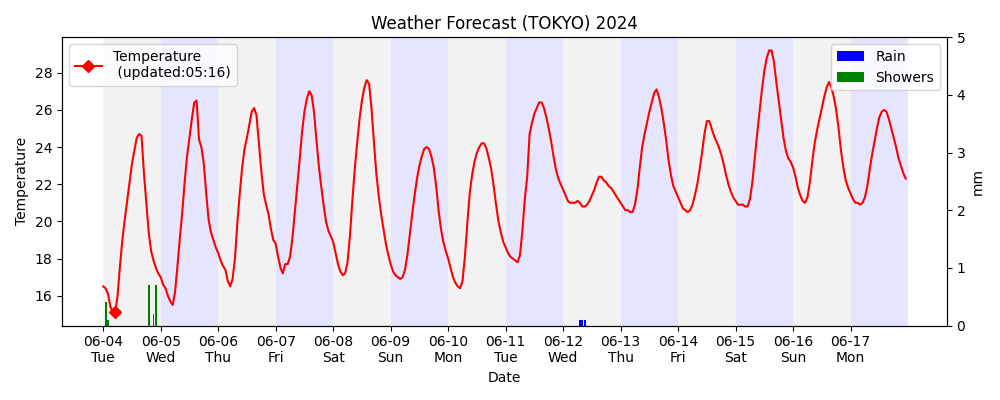 Weather Forecast (TOKYO) 2024
Temperature
(updated:05:16)
Rain
Showers
Temperature
28
26
24
22
20
18
16
5
4
3
2
1
0
mm
06-04 06-05 06-06 06-07 06-08 06-09 06-10 06-11 06-12 06-13 06-14 06-15 06-16 06-17
Tue Wed Thu Fri Sat Sun Mon Tue Wed Thu Fri Sat Sun Mon
Date